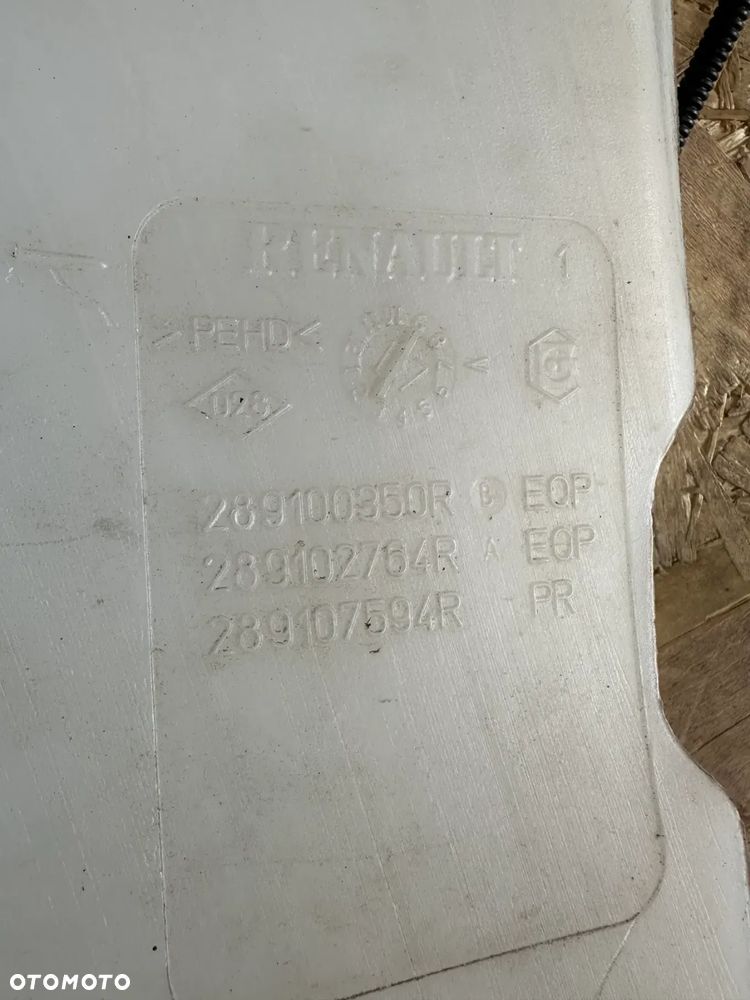 RENAULT 1
>PEHD<
028
289100350R B EQP
289102764R A EQP
289107594R PR
OTOMOTO